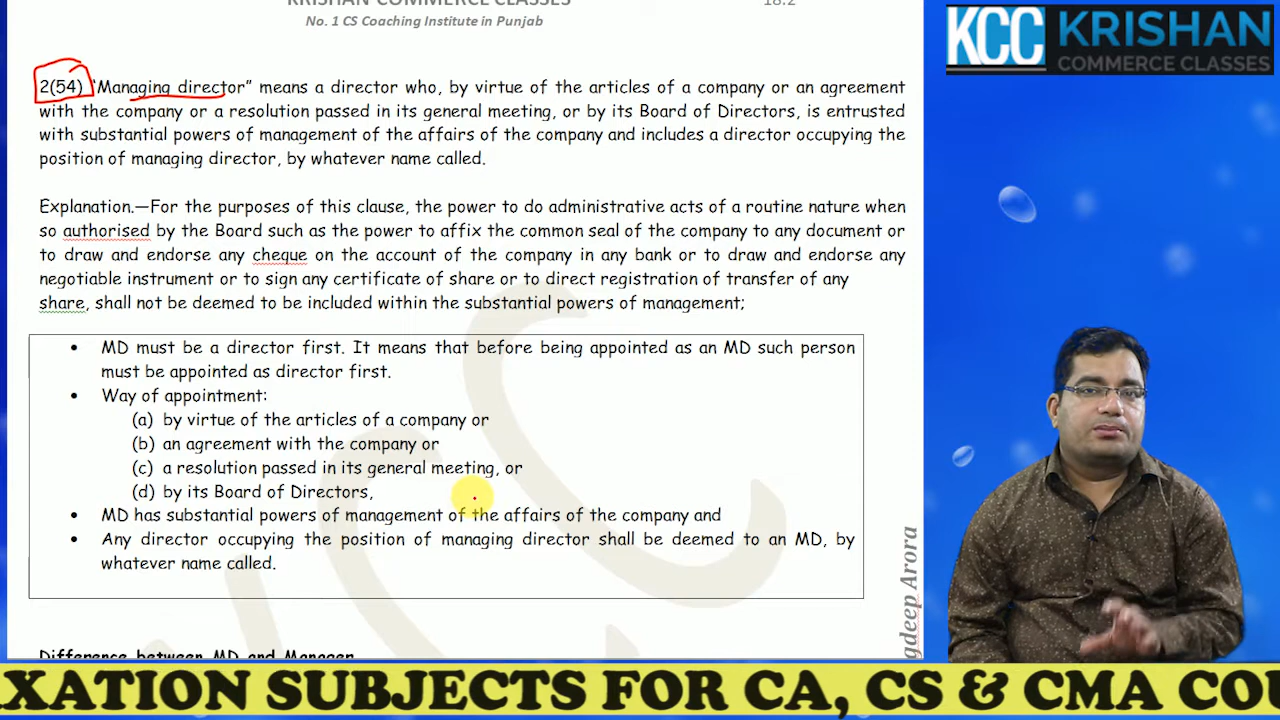 KRISHAN COMMERCE CLASSES 18.2
No. 1 CS Coaching Institute in Punjab
KCC KRISHAN
COMMERCE CLASSES
2(54) “Managing director” means a director who, by virtue of the articles of a company or an agreement
with the company or a resolution passed in its general meeting, or by its Board of Directors, is entrusted
with substantial powers of management of the affairs of the company and includes a director occupying the
position of managing director, by whatever name called.
Explanation.—For the purposes of this clause, the power to do administrative acts of a routine nature when
so authorised by the Board such as the power to affix the common seal of the company to any document or
to draw and endorse any cheque on the account of the company in any bank or to draw and endorse any
negotiable instrument or to sign any certificate of share or to direct registration of transfer of any
share, shall not be deemed to be included within the substantial powers of management;
• MD must be a director first. It means that before being appointed as an MD such person
must be appointed as director first.
• Way of appointment:
(a) by virtue of the articles of a company or
(b) an agreement with the company or
(c) a resolution passed in its general meeting, or
(d) by its Board of Directors,
• MD has substantial powers of management of the affairs of the company and
• Any director occupying the position of managing director shall be deemed to an MD, by
whatever name called.
gdeep Arora
Difference between MD and Manager
XATION SUBJECTS FOR CA, CS & CMA COU